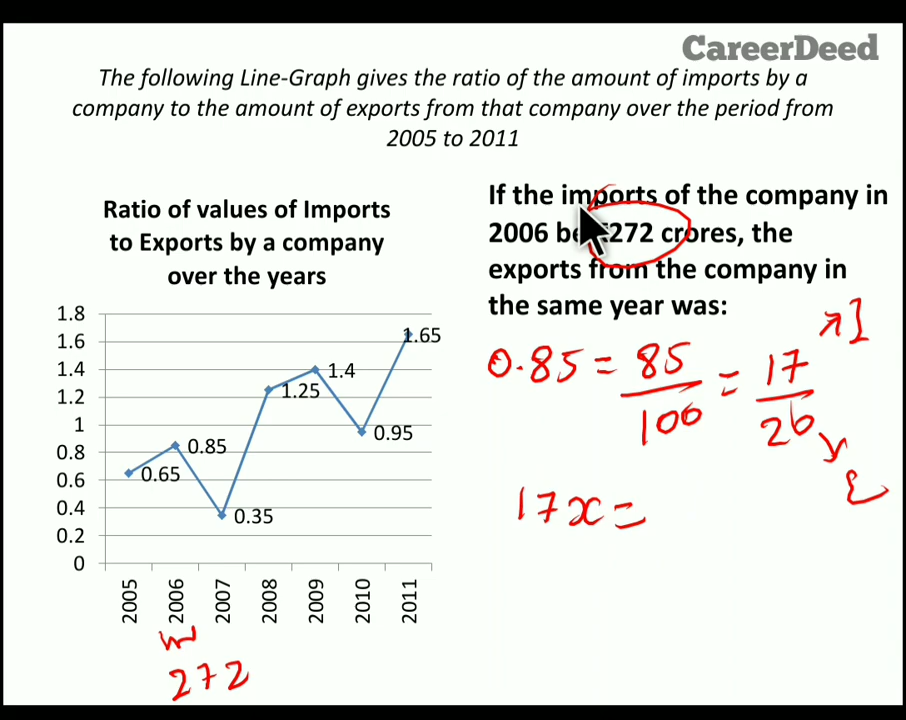 CareerDeed
The following Line-Graph gives the ratio of the amount of imports by a
company to the amount of exports from that company over the period from
2005 to 2011
Ratio of values of Imports
to Exports by a company
over the years
1.8
1.6
1.4
1.2
1
0.8
0.6
0.4
0.2
0
0.65
0.85
0.35
1.25
1.4
0.95
1.65
2005
2006
2007
2008
2009
2010
2011
272
If the imports of the company in
2006 be 272 crores, the
exports from the company in
the same year was:
0.85 = 85/100 = 17/20
17x =